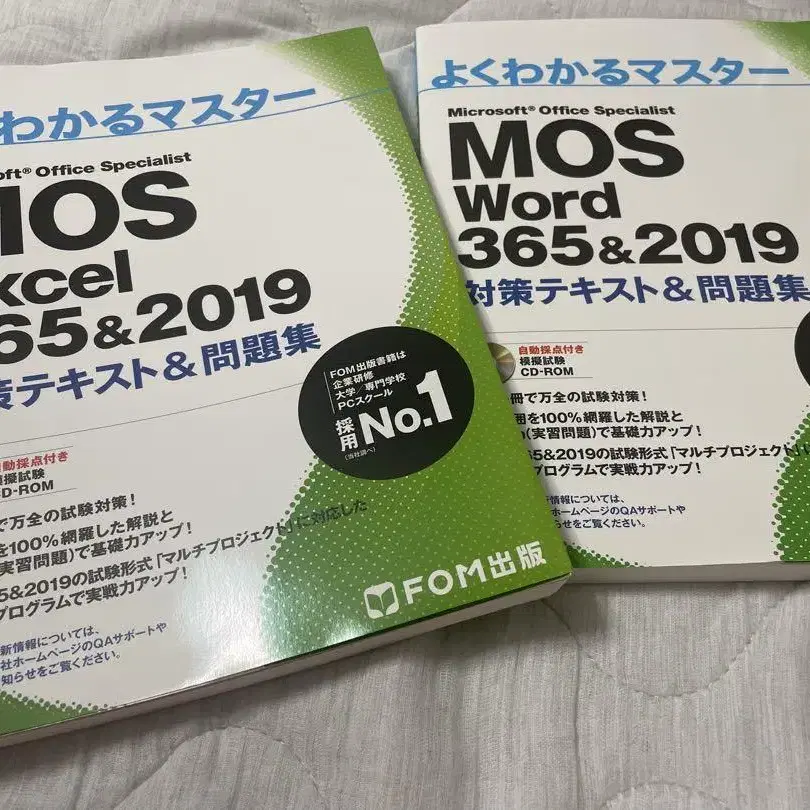 わかるマスター
soft® Office Specialist
MOS
xcel
65&2019
策テキスト&問題集
FOM出版書籍は
企業研修
大学／専門学校
PCスクール
採用No.1
(当社調べ)
自動採点付き
模擬試験
CD-ROM
で万全の試験対策！
を100%網羅した解説と
(実習問題)で基礎力アップ！
5&2019の試験形式「マルチプロジェクト」に対応した
プログラムで実戦力アップ！
新情報については、
社ホームページのQAサポートや
知らせをご覧ください。
FOM出版
よくわかるマスター
Microsoft® Office Specialist
MOS
Word
365&2019
対策テキスト&問題集
自動採点付き
模擬試験
CD-ROM
冊で万全の試験対策！
囲を100%網羅した解説と
(実習問題)で基礎力アップ！
5&2019の試験形式「マルチプロジェクト」に
プログラムで実戦力アップ！
新情報については、
ホームページのQAサポートや
らせをご覧ください。